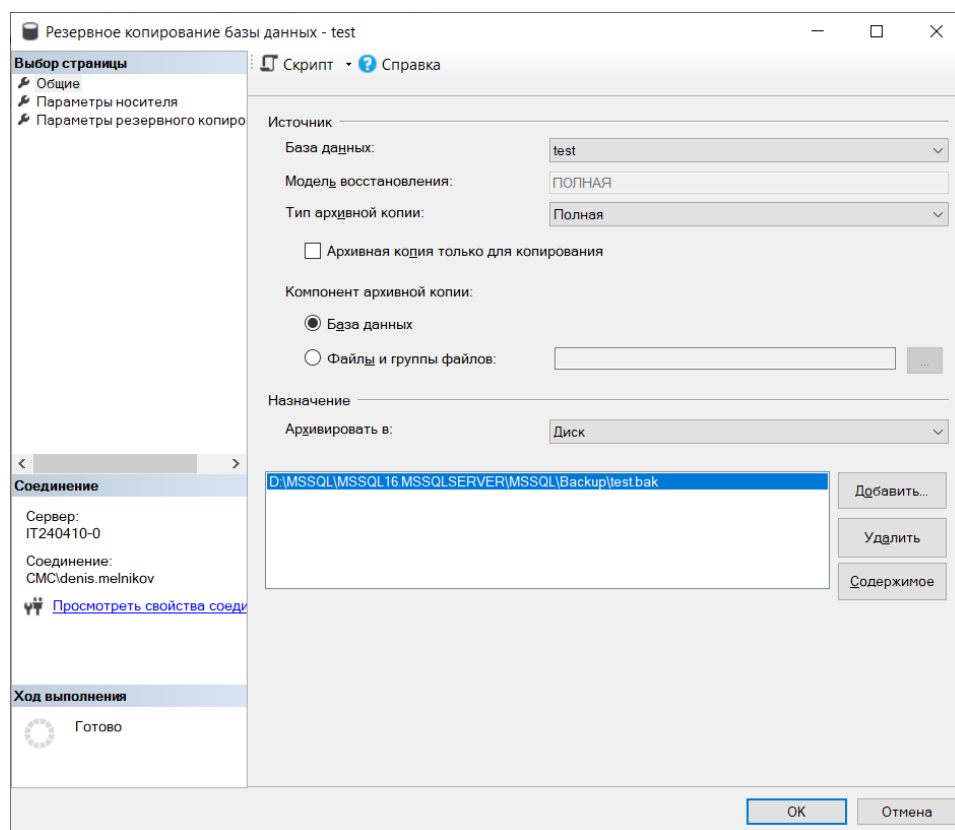 Резервное копирование базы данных - test
Выбор страницы
Общие
Параметры носителя
Параметры резервного копиро
Скрипт
Справка
Источник
База данных:
test
Модель восстановления:
ПОЛНАЯ
Тип архивной копии:
Полная
Архивная копия только для копирования
Компонент архивной копии:
База данных
Файлы и группы файлов:
...
Назначение
Архивировать в:
Диск
D:\MSSQL\MSSQL16.MSSQLSERVER\MSSQL\Backup\test.bak
Добавить...
Удалить
Содержимое
Соединение
Сервер:
IT240410-0
Соединение:
CMC\denis.melnikov
Просмотреть свойства соеди
Ход выполнения
Готово
OK
Отмена